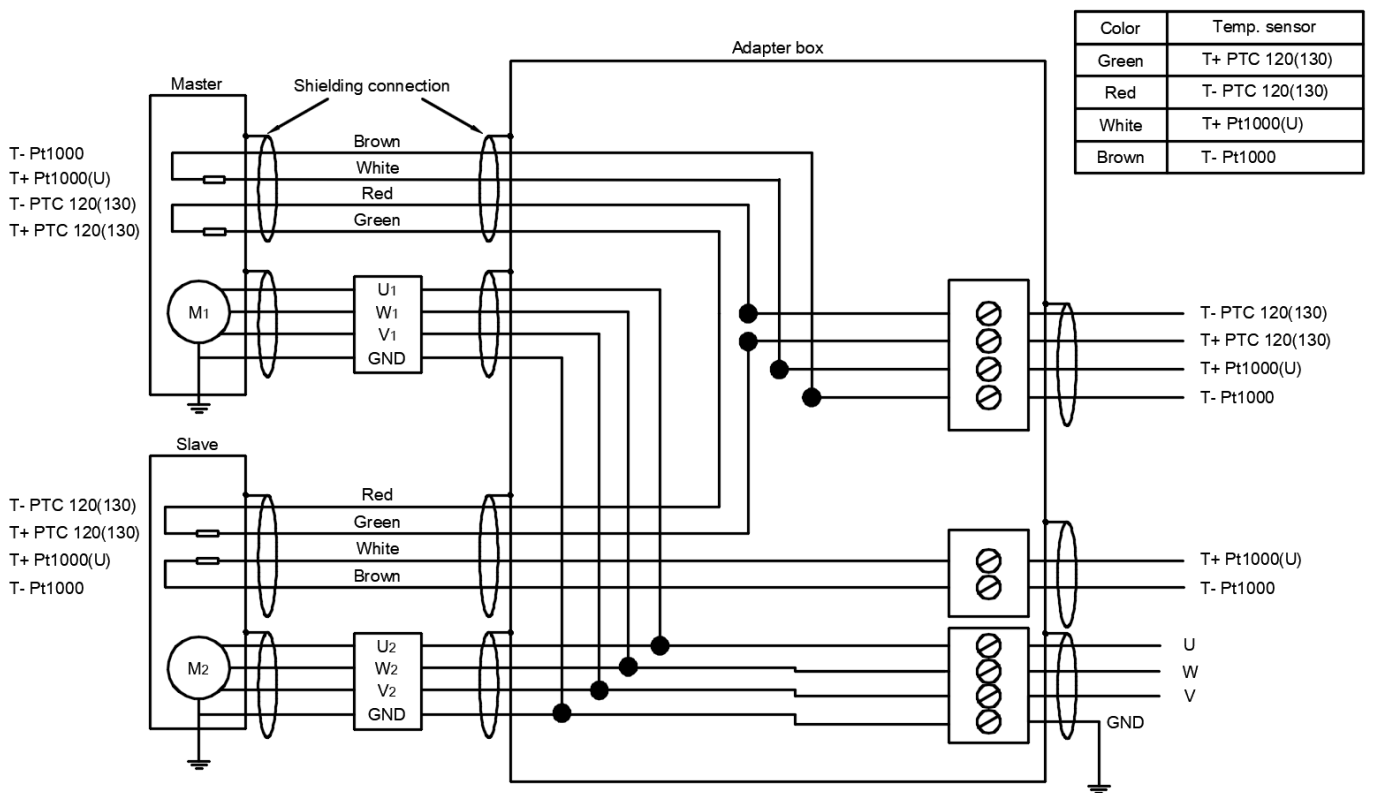 Adapter box
Color Temp. sensor
Green T+ PTC 120(130)
Red T- PTC 120(130)
White T+ Pt1000(U)
Brown T- Pt1000
Master
Shielding connection
T- Pt1000
T+ Pt1000(U)
T- PTC 120(130)
T+ PTC 120(130)
Brown
White
Red
Green
M1
U1
W1
V1
GND
T- PTC 120(130)
T+ PTC 120(130)
T+ Pt1000(U)
T- Pt1000
Slave
T- PTC 120(130)
T+ PTC 120(130)
T+ Pt1000(U)
T- Pt1000
Red
Green
White
Brown
T+ Pt1000(U)
T- Pt1000
M2
U2
W2
V2
GND
U
W
V
GND